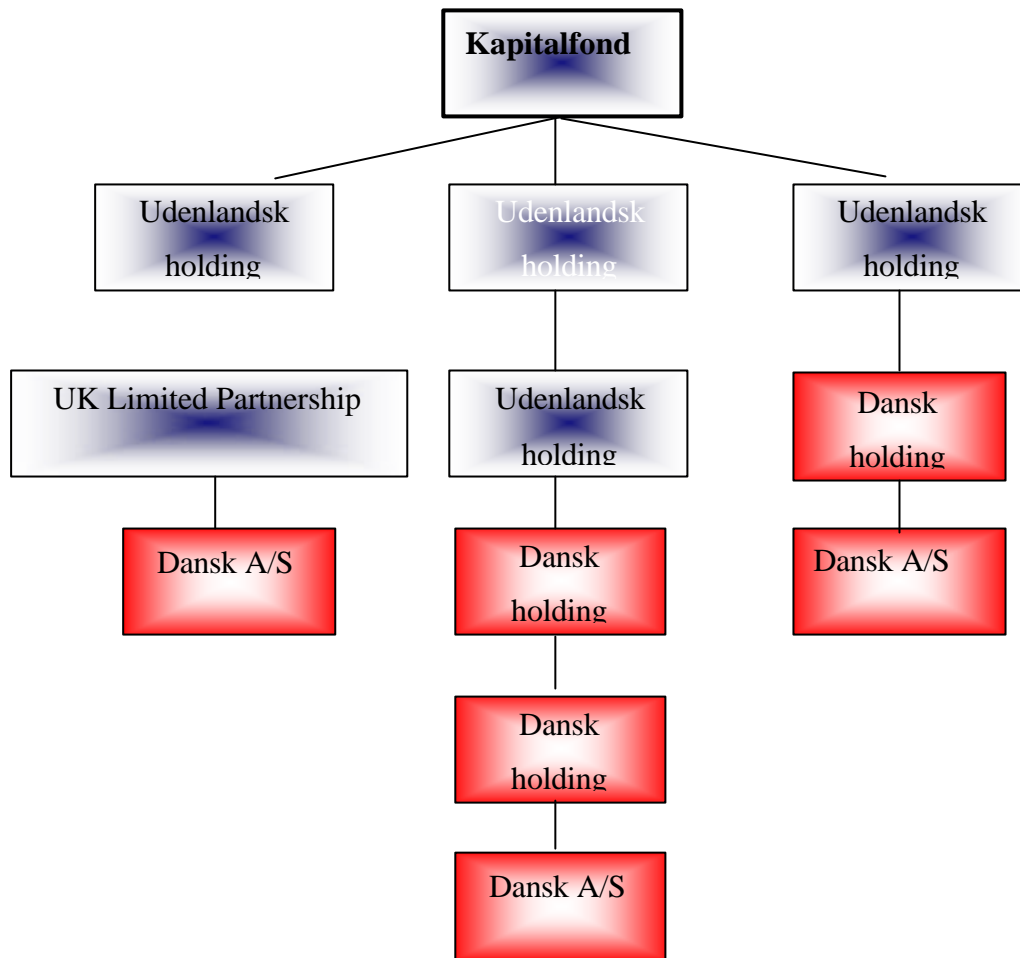 Kapitalfond
Udenlandsk
holding
Udenlandsk
holding
Udenlandsk
holding
UK Limited Partnership
Udenlandsk
holding
Dansk
holding
Dansk A/S
Dansk
holding
Dansk A/S
Dansk
holding
Dansk A/S